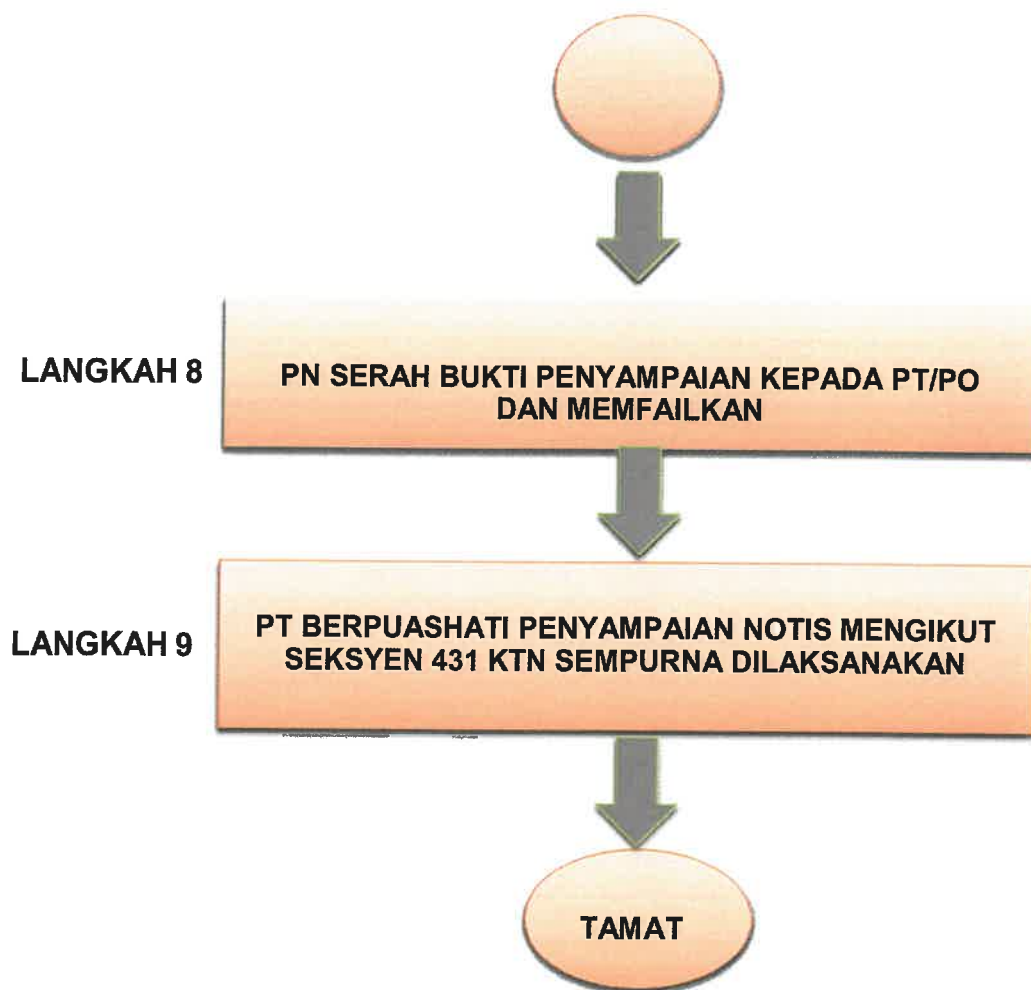 LANGKAH 8
PN SERAH BUKTI PENYAMPAIAN KEPADA PT/PO
DAN MEMFAILKAN
LANGKAH 9
PT BERPUASHATI PENYAMPAIAN NOTIS MENGIKUT
SEKSYEN 431 KTN SEMPURNA DILAKSANAKAN
TAMAT